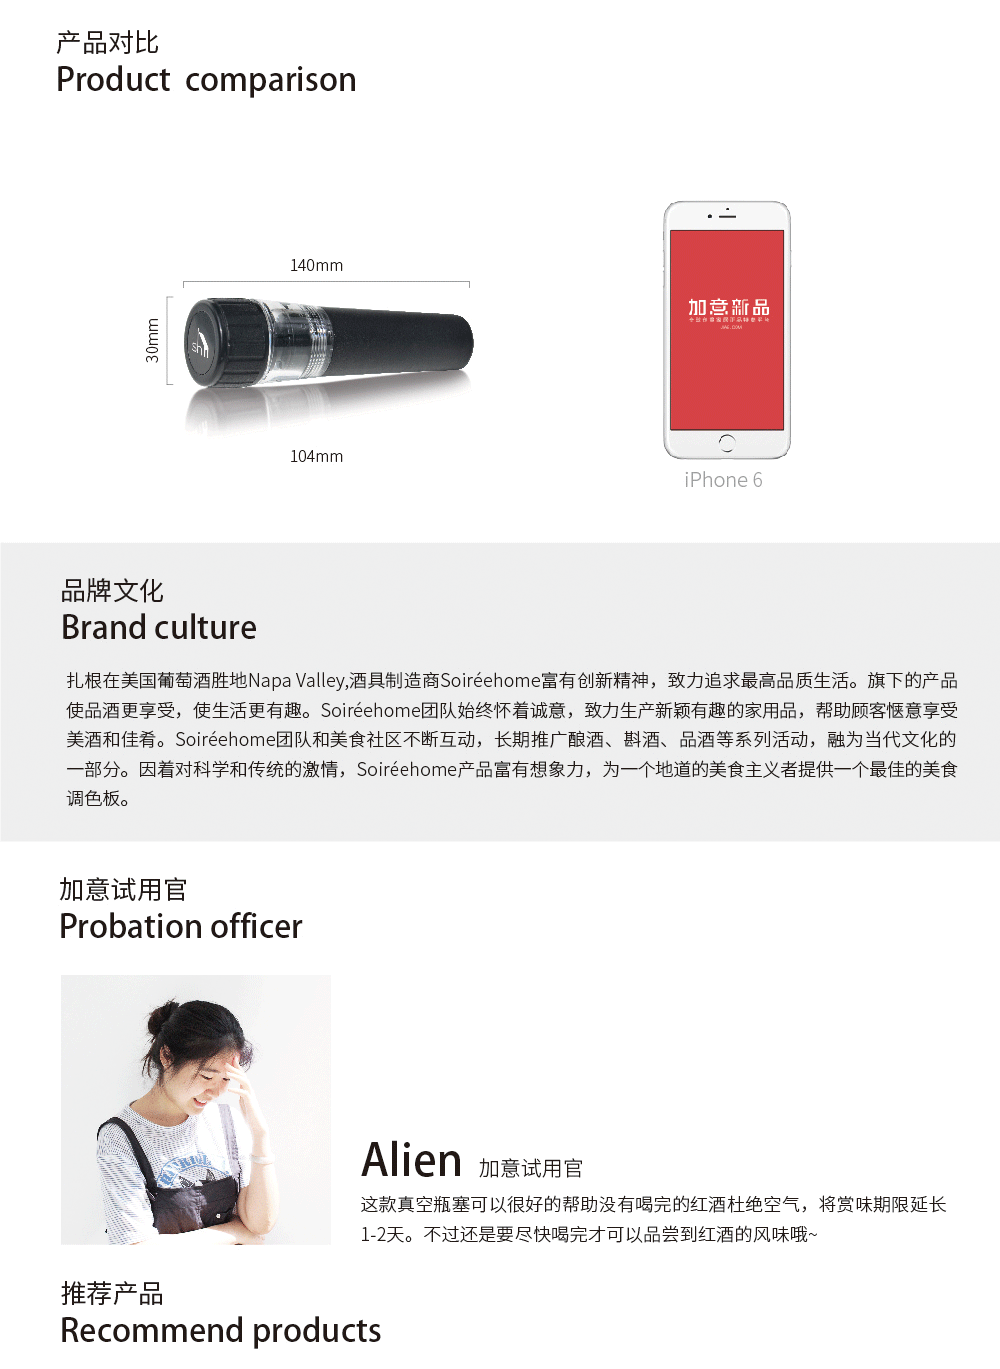 产品对比
Product comparison
140mm
30mm
sh
104mm
加意新品
iPhone 6
品牌文化
Brand culture
扎根在美国葡萄酒胜地Napa Valley,酒具制造商Soiréehome富有创新精神，致力追求最高品质生活。旗下的产品
使品酒更享受，使生活更有趣。Soiréehome团队始终怀着诚意，致力生产新颖有趣的家用品，帮助顾客惬意享受
美酒和佳肴。Soiréehome团队和美食社区不断互动，长期推广酿酒、斟酒、品酒等系列活动，融为当代文化的
一部分。因着对科学和传统的激情，Soiréehome产品富有想象力，为一个地道的美食主义者提供一个最佳的美食
调色板。
加意试用官
Probation officer
Alien 加意试用官
这款真空瓶塞可以很好的帮助没有喝完的红酒杜绝空气，将赏味期限延长
1-2天。不过还是要尽快喝完才可以品尝到红酒的风味哦~
推荐产品
Recommend products